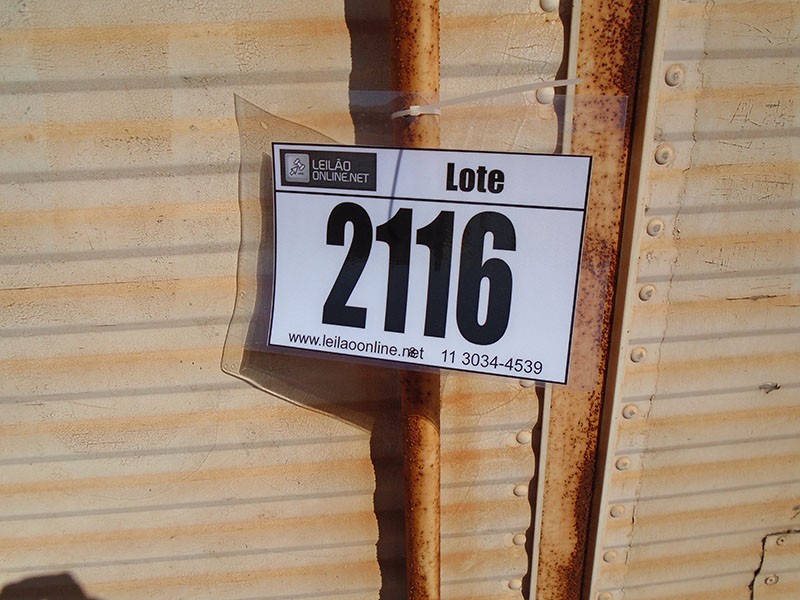 LEILÃO
ONLINE.NET
Lote
2116
www.leilaoonline.net 11 3034-4539